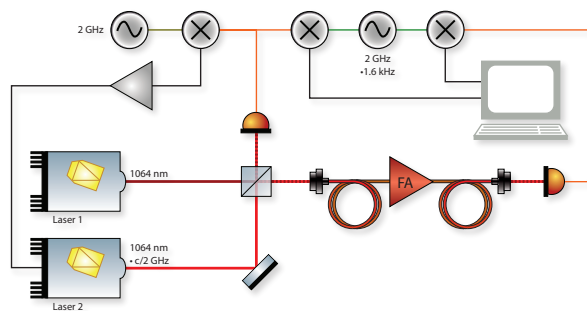 2 GHz
2 GHz
•1.6 kHz
1064 nm
FA
Laser 1
1064 nm
• c/2 GHz
Laser 2